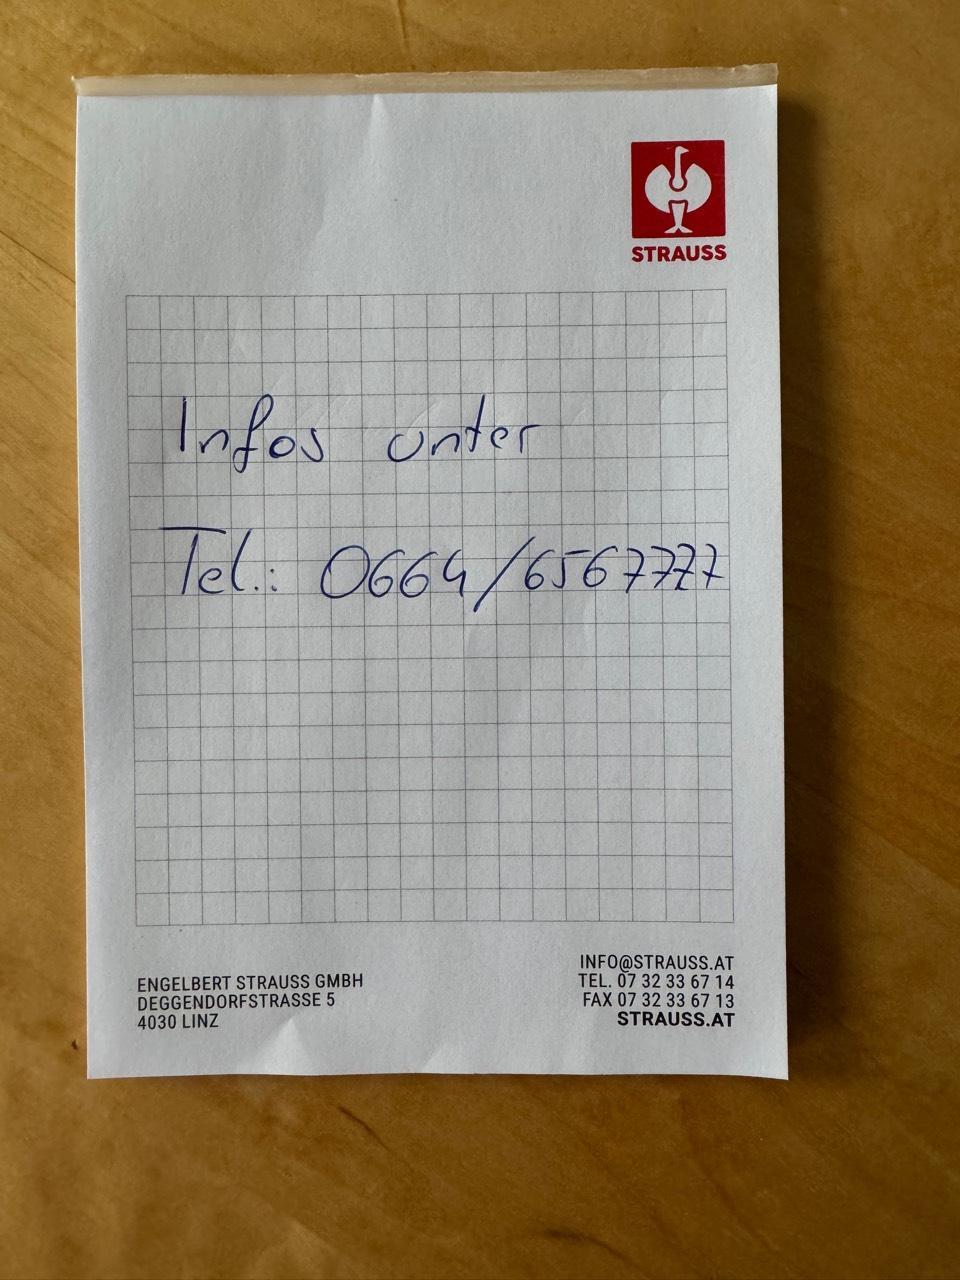 STRAUSS
Infos unter
Tel.: 0664/6567777
ENGELBERT STRAUSS GMBH
DEGGENDORFSTRASSE 5
4030 LINZ
INFO@STRAUSS.AT
TEL. 07 32 33 67 14
FAX 07 32 33 67 13
STRAUSS.AT